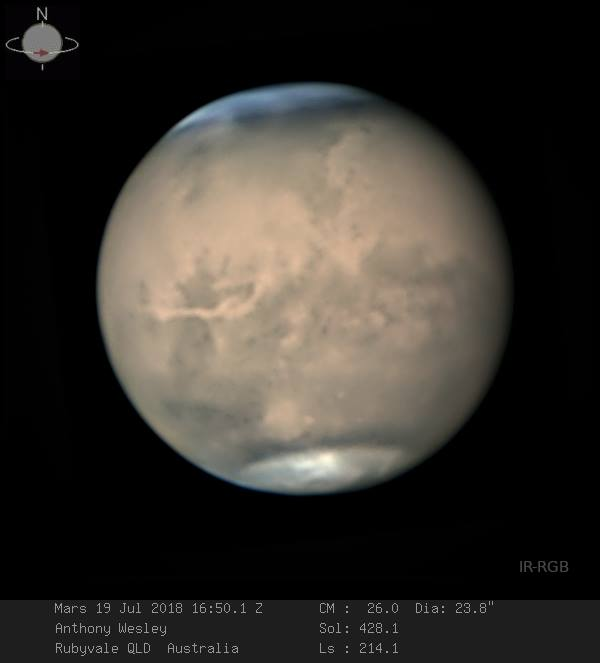 N
IR-RGB
Mars 19 Jul 2018 16:50.1 Z CM : 26.0 Dia: 23.8"
Anthony Wesley Sol: 428.1
Rubyvale QLD Australia Ls : 214.1